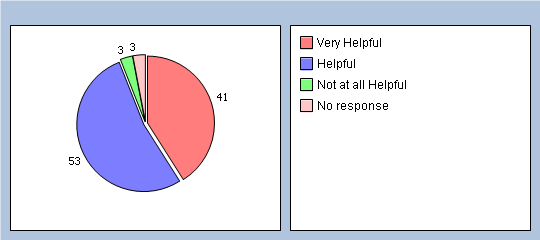 3
3
41
53
Very Helpful
Helpful
Not at all Helpful
No response